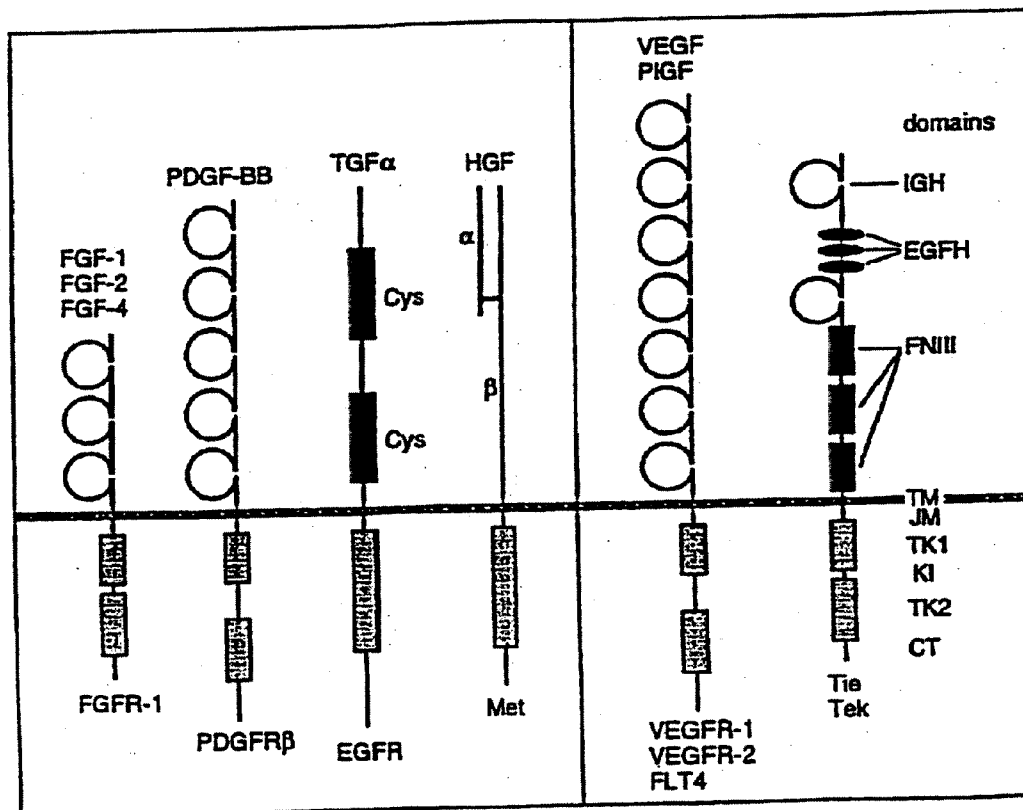 FGF-1
FGF-2
FGF-4
PDGF-BB
TGFα
Cys
Cys
HGF
α
β
VEGF
PlGF
domains
IGH
EGFH
FNIII
TM
JM
TK1
KI
TK2
CT
FGFR-1
PDGFRβ
EGFR
Met
VEGFR-1
VEGFR-2
FLT4
Tie
Tek